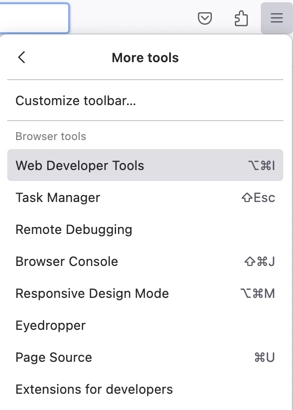 More tools
Customize toolbar...
Browser tools
Web Developer Tools ⌥⌘I
Task Manager ⇧Esc
Remote Debugging
Browser Console ⇧⌘J
Responsive Design Mode ⌥⌘M
Eyedropper
Page Source ⌘U
Extensions for developers